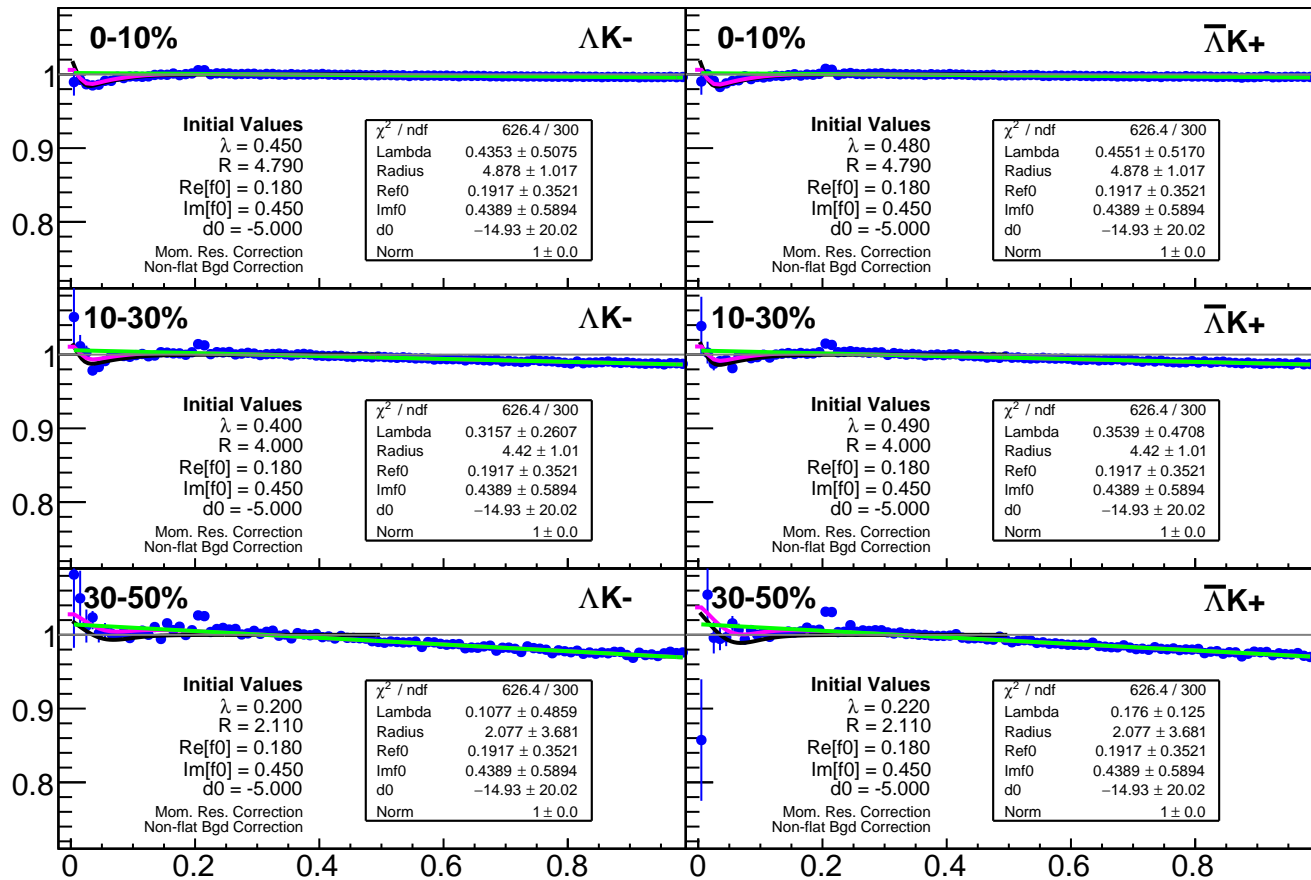 0-10%
ΛK-
1
0.9
0.8
Initial Values
λ = 0.450
R = 4.790
Re[f0] = 0.180
Im[f0] = 0.450
d0 = -5.000
Mom. Res. Correction
Non-flat Bgd Correction
χ² / ndf 626.4 / 300
Lambda 0.4353 ± 0.5075
Radius 4.878 ± 1.017
Ref0 0.1917 ± 0.3521
Imf0 0.4389 ± 0.5894
d0 −14.93 ± 20.02
Norm 1 ± 0.0
0-10%
Λ̅K+
Initial Values
λ = 0.480
R = 4.790
Re[f0] = 0.180
Im[f0] = 0.450
d0 = -5.000
Mom. Res. Correction
Non-flat Bgd Correction
χ² / ndf 626.4 / 300
Lambda 0.4551 ± 0.5170
Radius 4.878 ± 1.017
Ref0 0.1917 ± 0.3521
Imf0 0.4389 ± 0.5894
d0 −14.93 ± 20.02
Norm 1 ± 0.0
10-30%
ΛK-
1
0.9
0.8
Initial Values
λ = 0.400
R = 4.000
Re[f0] = 0.180
Im[f0] = 0.450
d0 = -5.000
Mom. Res. Correction
Non-flat Bgd Correction
χ² / ndf 626.4 / 300
Lambda 0.3157 ± 0.2607
Radius 4.42 ± 1.01
Ref0 0.1917 ± 0.3521
Imf0 0.4389 ± 0.5894
d0 −14.93 ± 20.02
Norm 1 ± 0.0
10-30%
Λ̅K+
Initial Values
λ = 0.490
R = 4.000
Re[f0] = 0.180
Im[f0] = 0.450
d0 = -5.000
Mom. Res. Correction
Non-flat Bgd Correction
χ² / ndf 626.4 / 300
Lambda 0.3539 ± 0.4708
Radius 4.42 ± 1.01
Ref0 0.1917 ± 0.3521
Imf0 0.4389 ± 0.5894
d0 −14.93 ± 20.02
Norm 1 ± 0.0
30-50%
ΛK-
1
0.9
0.8
Initial Values
λ = 0.200
R = 2.110
Re[f0] = 0.180
Im[f0] = 0.450
d0 = -5.000
Mom. Res. Correction
Non-flat Bgd Correction
χ² / ndf 626.4 / 300
Lambda 0.1077 ± 0.4859
Radius 2.077 ± 3.681
Ref0 0.1917 ± 0.3521
Imf0 0.4389 ± 0.5894
d0 −14.93 ± 20.02
Norm 1 ± 0.0
30-50%
Λ̅K+
Initial Values
λ = 0.220
R = 2.110
Re[f0] = 0.180
Im[f0] = 0.450
d0 = -5.000
Mom. Res. Correction
Non-flat Bgd Correction
χ² / ndf 626.4 / 300
Lambda 0.176 ± 0.125
Radius 2.077 ± 3.681
Ref0 0.1917 ± 0.3521
Imf0 0.4389 ± 0.5894
d0 −14.93 ± 20.02
Norm 1 ± 0.0
0 0.2 0.4 0.6 0.8 0 0.2 0.4 0.6 0.8